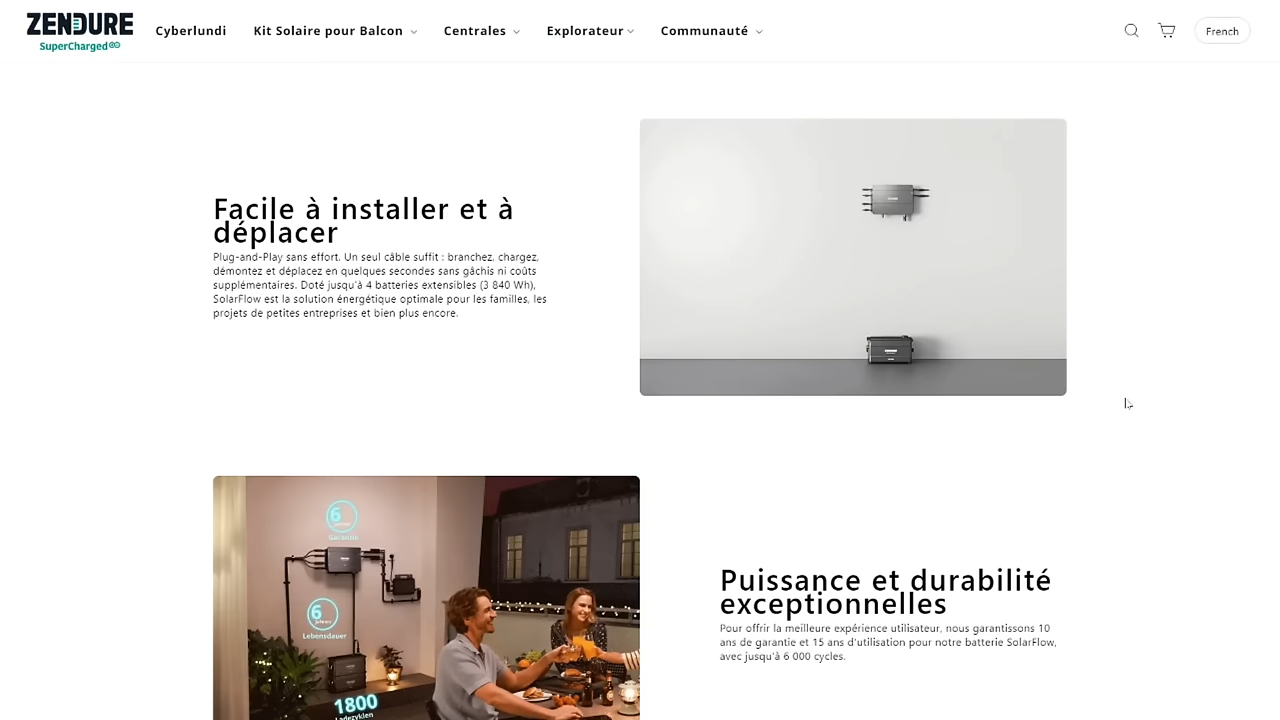 ZENDURE
SuperCharged
Cyberlundi
Kit Solaire pour Balcon
Centrales
Explorateur
Communauté
French
Facile à installer et à
déplacer
Plug-and-Play sans effort. Un seul câble suffit : branchez, chargez,
démontez et déplacez en quelques secondes sans gâchis ni coûts
supplémentaires. Doté jusqu'à 4 batteries extensibles (3 840 Wh),
SolarFlow est la solution énergétique optimale pour les familles, les
projets de petites entreprises et bien plus encore.
6
Garantie
6
Jahren
Lebensdauer
1800
Ladezyklen
Puissance et durabilité
exceptionnelles
Pour offrir la meilleure expérience utilisateur, nous garantissons 10
ans de garantie et 15 ans d'utilisation pour notre batterie SolarFlow,
avec jusqu'à 6 000 cycles.